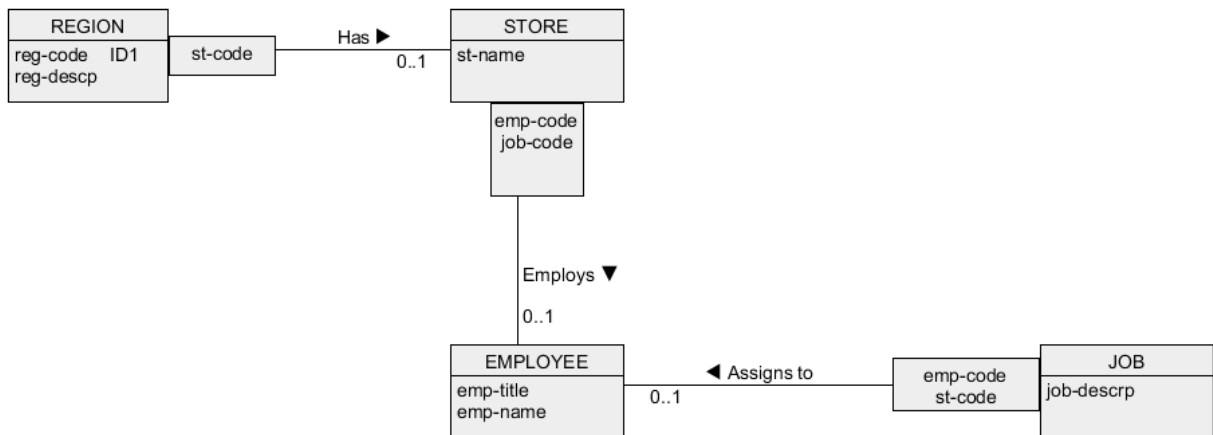 REGION
reg-code ID1
reg-descp
st-code
Has ▶
0..1
STORE
st-name
emp-code
job-code
Employs ▼
0..1
EMPLOYEE
emp-title
emp-name
◀ Assigns to
0..1
emp-code
st-code
JOB
job-descrp